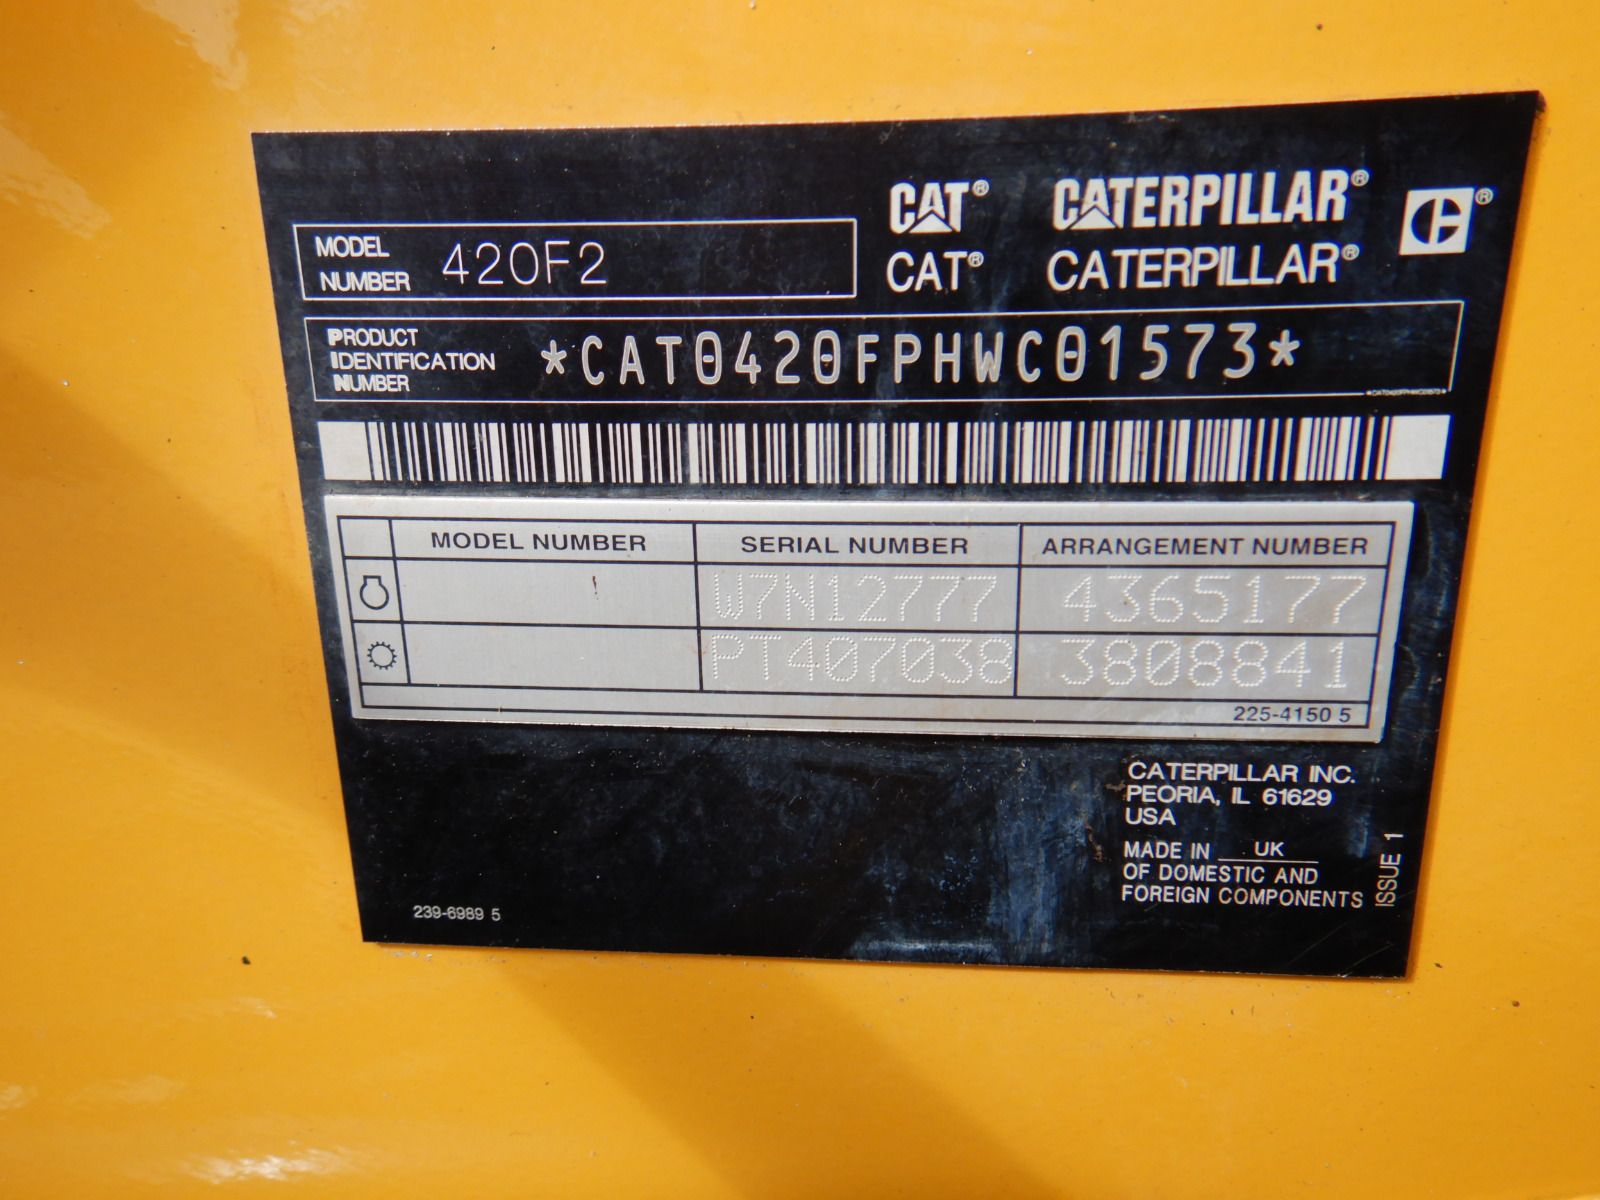 CAT® CATERPILLAR® ®
CAT® CATERPILLAR®
MODEL
NUMBER 420F2
PRODUCT
IDENTIFICATION
NUMBER
*CAT0420FPHWC01573*
*CAT0420FPHWC01573*
MODEL NUMBER SERIAL NUMBER ARRANGEMENT NUMBER
W7N12777 4365177
PT407038 3808841
225-4150 5
CATERPILLAR INC.
PEORIA, IL 61629
USA
MADE IN UK
OF DOMESTIC AND
FOREIGN COMPONENTS
ISSUE 1
239-6989 5